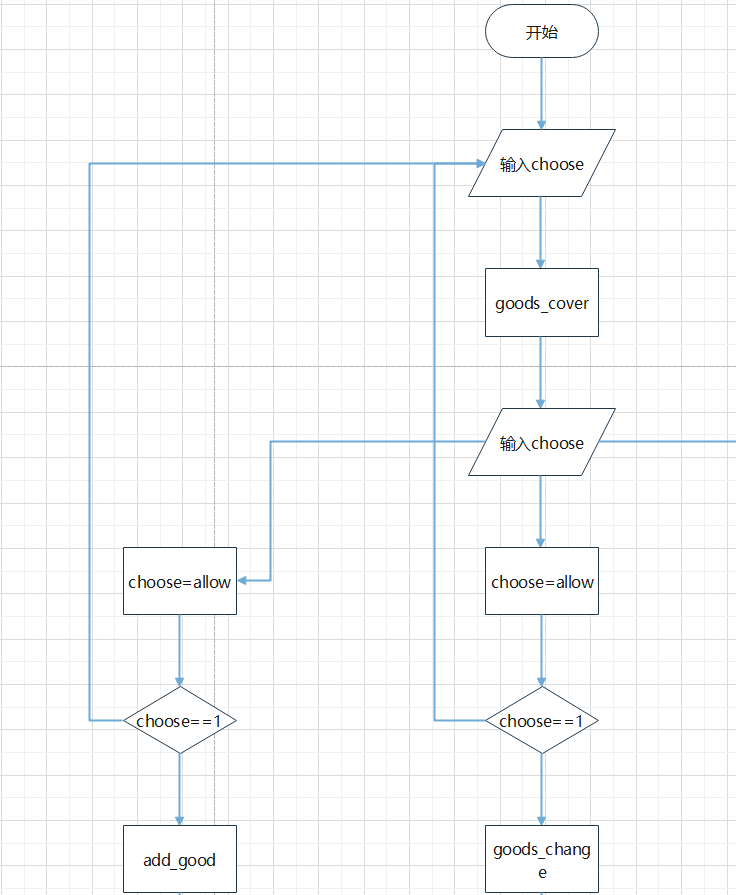 开始
输入choose
goods_cover
输入choose
choose=allow
choose=allow
choose==1
choose==1
add_good
goods_chang
e